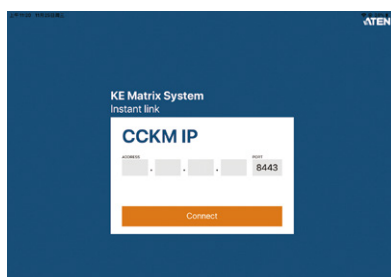 ATEN
KE Matrix System
Instant link
CCKM IP
ADDRESS PORT
. . . 8443
Connect